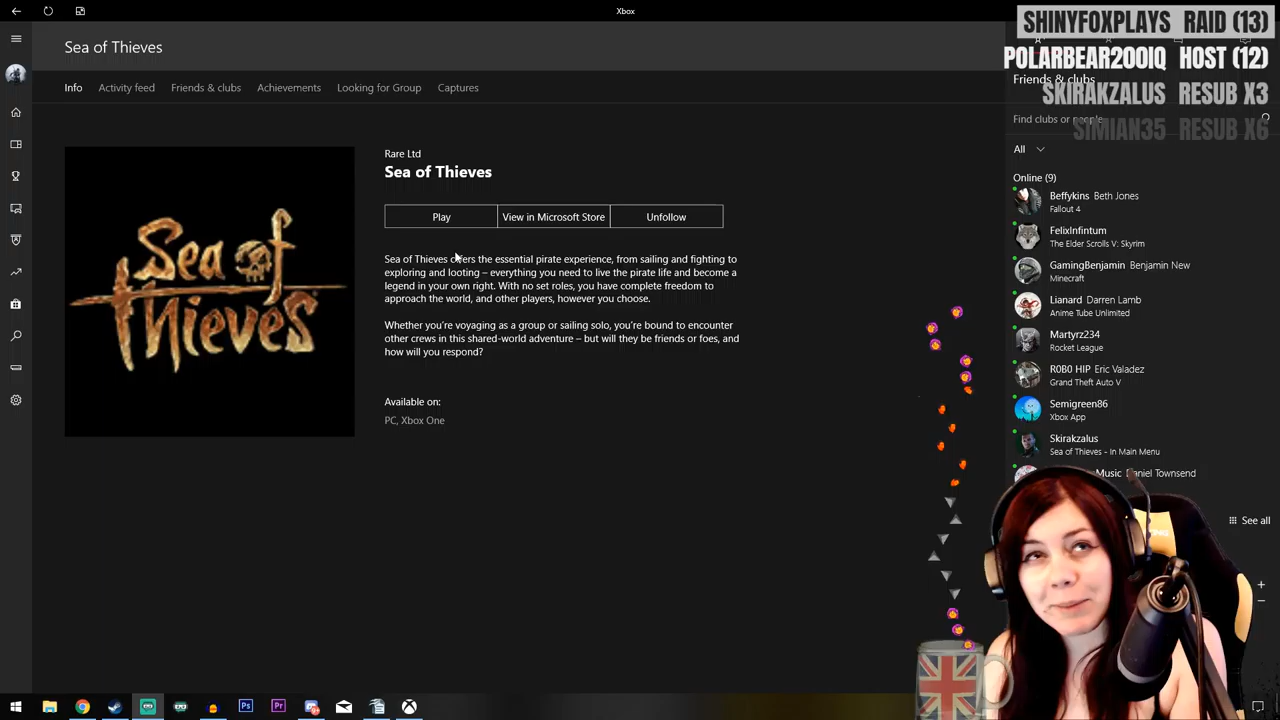 Xbox
SHINYFOXPLAYS RAID (13)
POLARBEAR200IQ HOST (12)
SKIRAKZALUS RESUB X3
SIMIAN35 RESUB X6
Sea of Thieves
Info
Activity feed
Friends & clubs
Achievements
Looking for Group
Captures
Sea of
Thieves
Rare Ltd
Sea of Thieves
Play
View in Microsoft Store
Unfollow
Sea of Thieves offers the essential pirate experience, from sailing and fighting to
exploring and looting – everything you need to live the pirate life and become a
legend in your own right. With no set roles, you have complete freedom to
approach the world, and other players, however you choose.
Whether you're voyaging as a group or sailing solo, you're bound to encounter
other crews in this shared-world adventure – but will they be friends or foes, and
how will you respond?
Available on:
PC, Xbox One
Friends & clubs
Find clubs or people
All
Online (9)
Beffykins Beth Jones
Fallout 4
FelixInfintum
The Elder Scrolls V: Skyrim
GamingBenjamin Benjamin New
Minecraft
Lianard Darren Lamb
Anime Tube Unlimited
Martyrz234
Rocket League
R0B0 HIP Eric Valadez
Grand Theft Auto V
Semigreen86
Xbox App
Skirakzalus
Sea of Thieves - In Main Menu
Music Daniel Townsend
See all
Ps
Pr